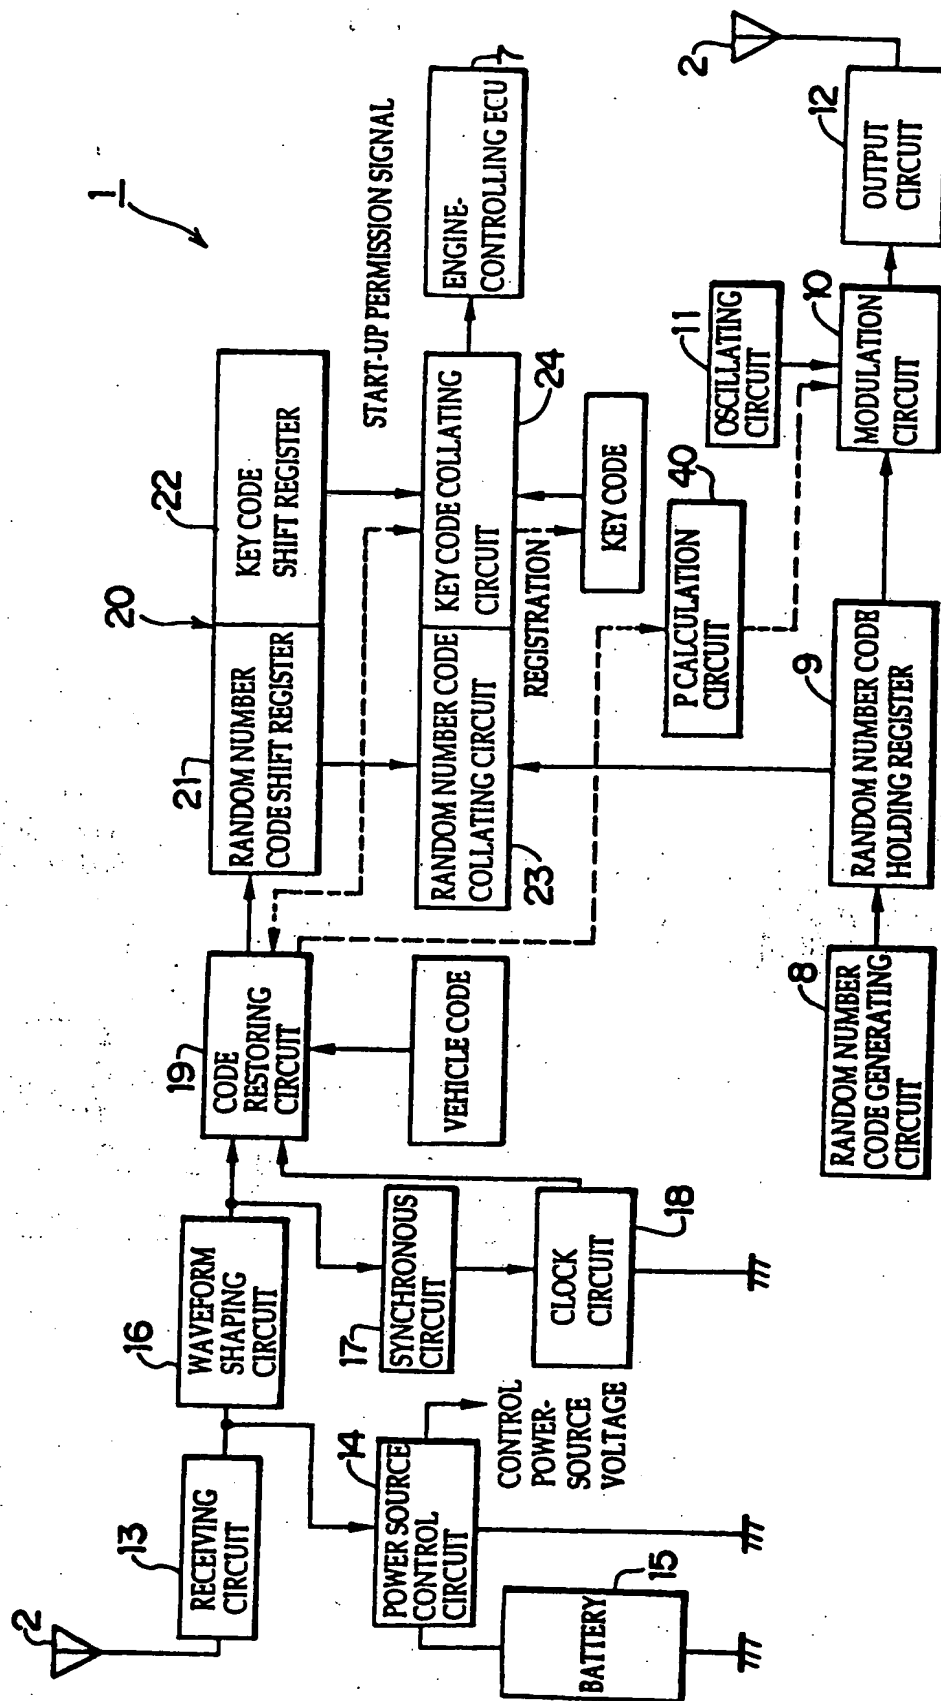 1
2
13
RECEIVING
CIRCUIT
16
WAVEFORM
SHAPING
CIRCUIT
19
CODE
RESTORING
CIRCUIT
20
21
RANDOM NUMBER
CODE SHIFT REGISTER
22
KEY CODE
SHIFT REGISTER
START-UP PERMISSION SIGNAL
14
POWER SOURCE
CONTROL
CIRCUIT
CONTROL
POWER-
SOURCE
VOLTAGE
15
BATTERY
17
SYNCHRONOUS
CIRCUIT
CLOCK
CIRCUIT
18
VEHICLE CODE
RANDOM NUMBER CODE
COLLATING CIRCUIT
23
KEY CODE COLLATING
CIRCUIT
24
ENGINE-
CONTROLLING ECU
7
REGISTRATION
KEY CODE
40
P CALCULATION
CIRCUIT
11
OSCILLATING
CIRCUIT
2
8
RANDOM NUMBER
CODE GENERATING
CIRCUIT
9
RANDOM NUMBER CODE
HOLDING REGISTER
10
MODULATION
CIRCUIT
12
OUTPUT
CIRCUIT